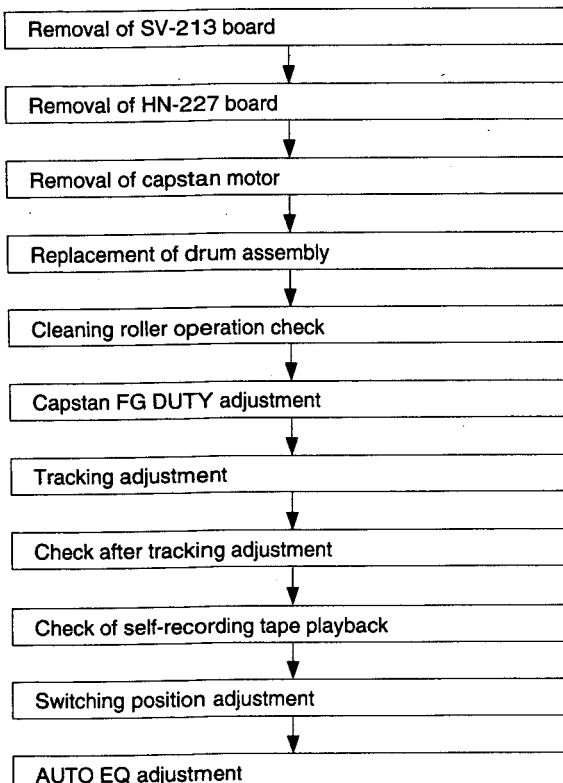 Removal of SV-213 board
Removal of HN-227 board
Removal of capstan motor
Replacement of drum assembly
Cleaning roller operation check
Capstan FG DUTY adjustment
Tracking adjustment
Check after tracking adjustment
Check of self-recording tape playback
Switching position adjustment
AUTO EQ adjustment